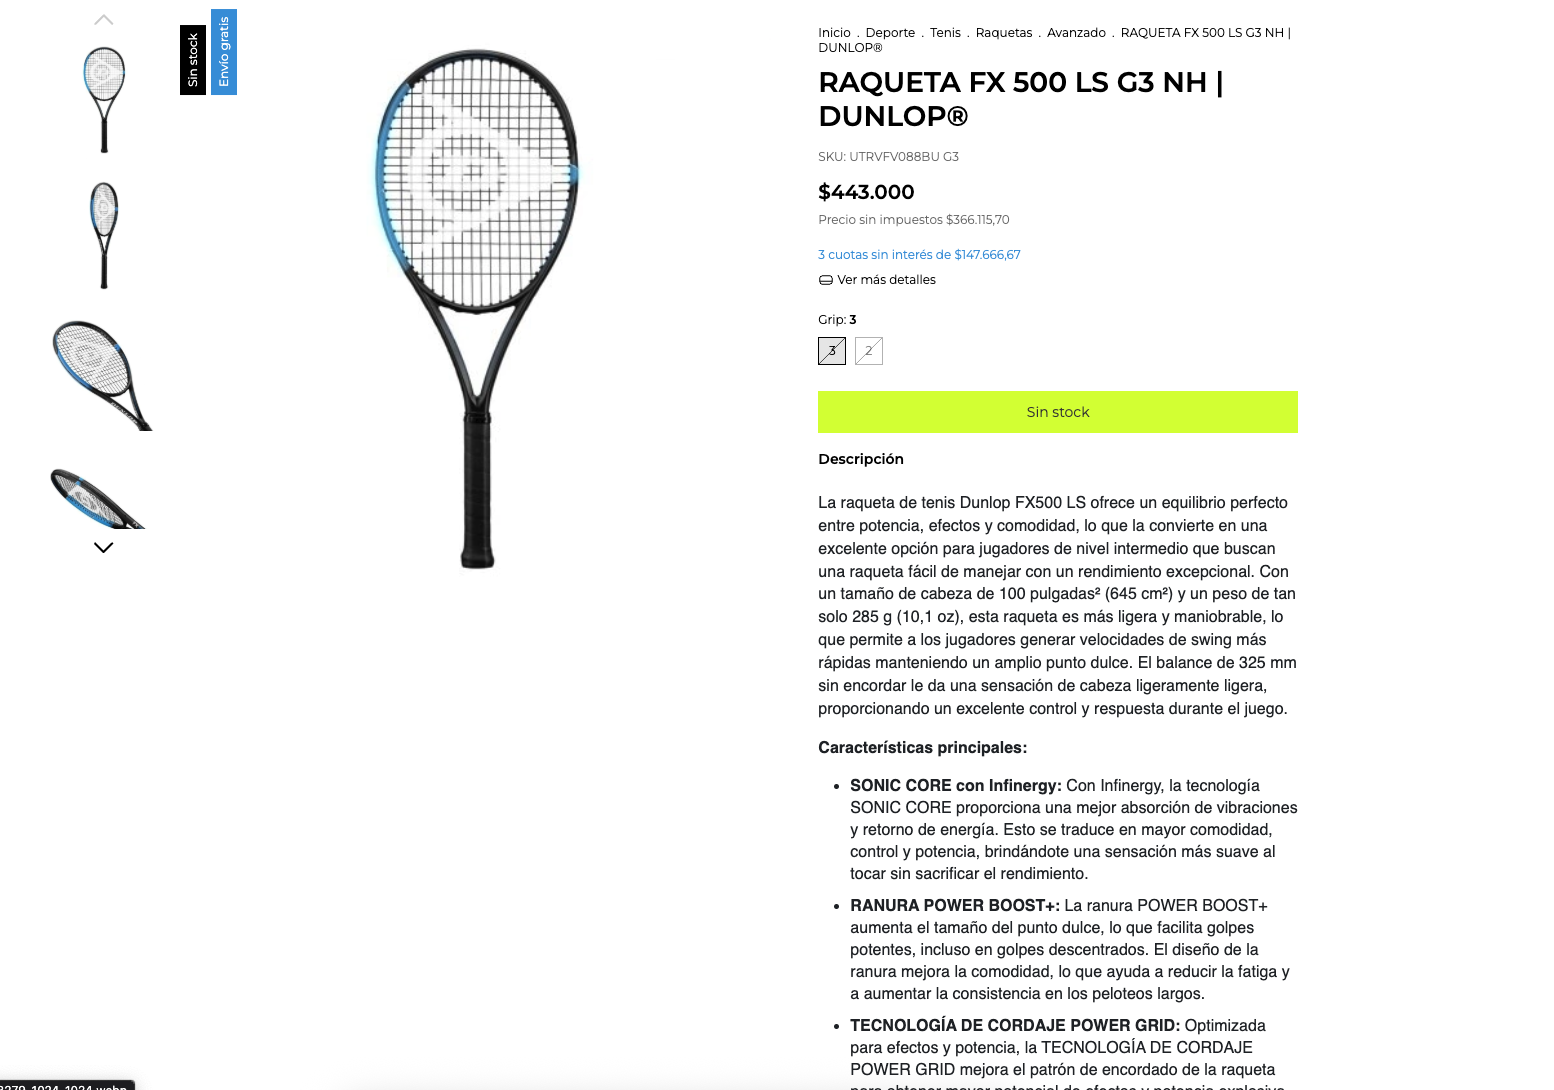 Sin stock
Envío gratis
Inicio . Deporte . Tenis . Raquetas . Avanzado . RAQUETA FX 500 LS G3 NH |
DUNLOP®
RAQUETA FX 500 LS G3 NH |
DUNLOP®
SKU: UTRVFV088BU G3
$443.000
Precio sin impuestos $366.115,70
3 cuotas sin interés de $147.666,67
Ver más detalles
Grip: 3
3 2
Sin stock
Descripción
La raqueta de tenis Dunlop FX500 LS ofrece un equilibrio perfecto
entre potencia, efectos y comodidad, lo que la convierte en una
excelente opción para jugadores de nivel intermedio que buscan
una raqueta fácil de manejar con un rendimiento excepcional. Con
un tamaño de cabeza de 100 pulgadas² (645 cm²) y un peso de tan
solo 285 g (10,1 oz), esta raqueta es más ligera y maniobrable, lo
que permite a los jugadores generar velocidades de swing más
rápidas manteniendo un amplio punto dulce. El balance de 325 mm
sin encordar le da una sensación de cabeza ligeramente ligera,
proporcionando un excelente control y respuesta durante el juego.
Características principales:
• SONIC CORE con Infinergy: Con Infinergy, la tecnología
SONIC CORE proporciona una mejor absorción de vibraciones
y retorno de energía. Esto se traduce en mayor comodidad,
control y potencia, brindándote una sensación más suave al
tocar sin sacrificar el rendimiento.
• RANURA POWER BOOST+: La ranura POWER BOOST+
aumenta el tamaño del punto dulce, lo que facilita golpes
potentes, incluso en golpes descentrados. El diseño de la
ranura mejora la comodidad, lo que ayuda a reducir la fatiga y
a aumentar la consistencia en los peloteos largos.
• TECNOLOGÍA DE CORDAJE POWER GRID: Optimizada
para efectos y potencia, la TECNOLOGÍA DE CORDAJE
POWER GRID mejora el patrón de encordado de la raqueta